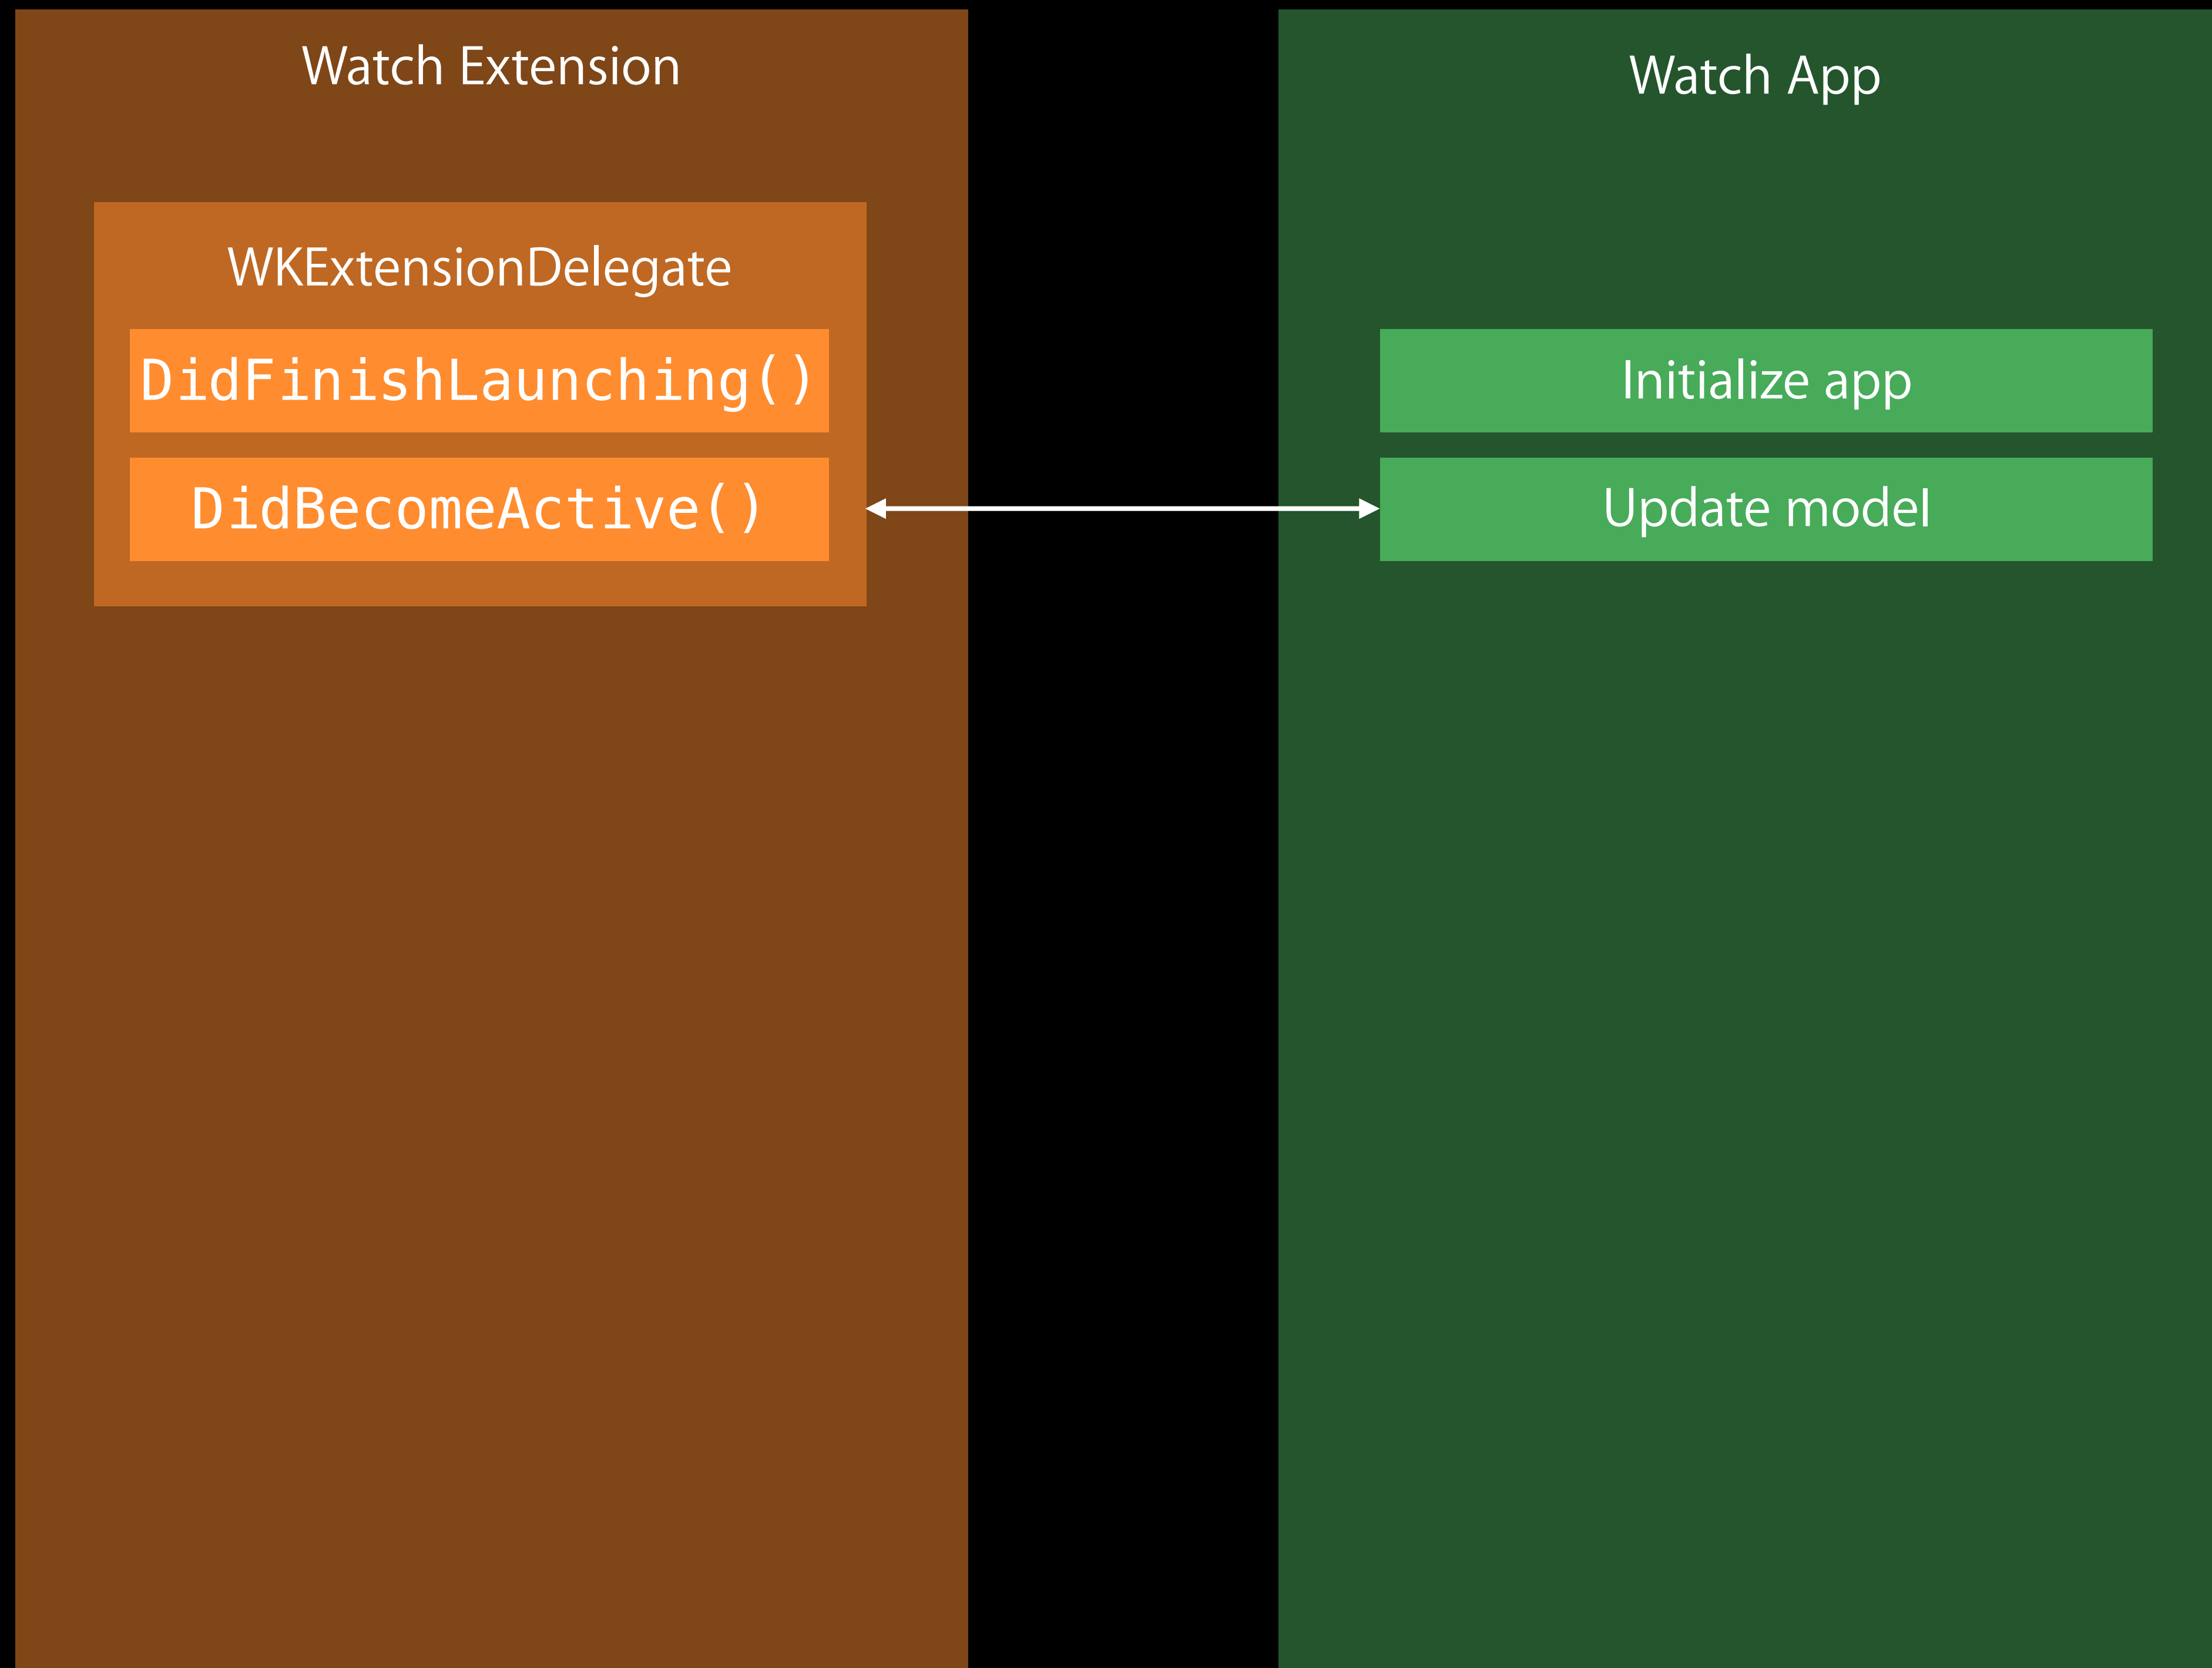 Watch Extension
Watch App
WKExtensionDelegate
DidFinishLaunching()
Initialize app
DidBecomeActive()
Update model